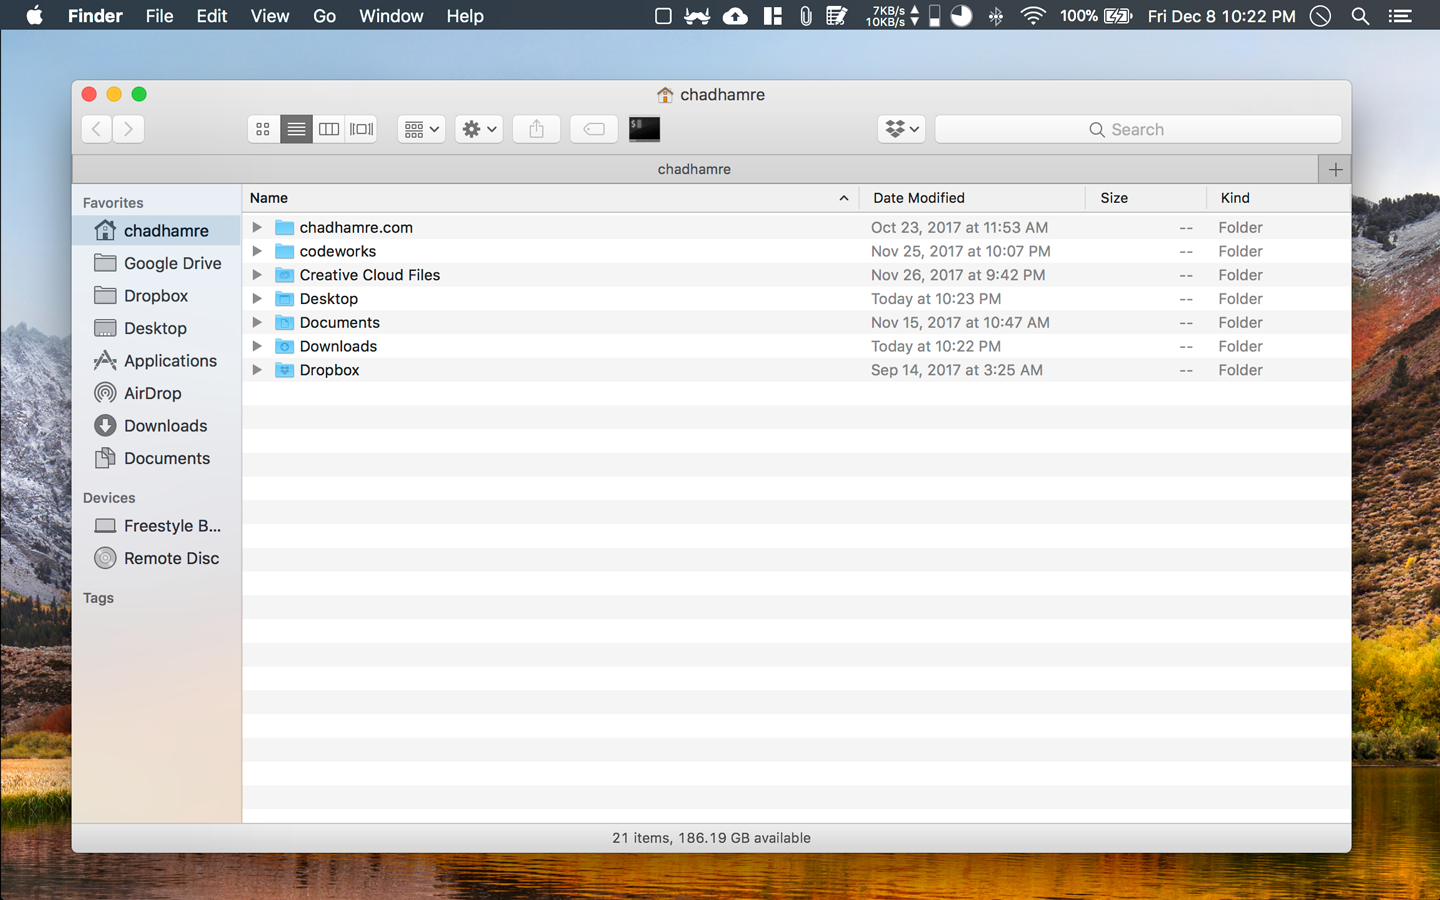 Finder File Edit View Go Window Help 7KB/s 10KB/s 100% Fri Dec 8 10:22 PM
chadhamre
$ Search
chadhamre
Favorites
chadhamre
Google Drive
Dropbox
Desktop
Applications
AirDrop
Downloads
Documents
Devices
Freestyle B...
Remote Disc
Tags
Name Date Modified Size Kind
chadhamre.com Oct 23, 2017 at 11:53 AM -- Folder
codeworks Nov 25, 2017 at 10:07 PM -- Folder
Creative Cloud Files Nov 26, 2017 at 9:42 PM -- Folder
Desktop Today at 10:23 PM -- Folder
Documents Nov 15, 2017 at 10:47 AM -- Folder
Downloads Today at 10:22 PM -- Folder
Dropbox Sep 14, 2017 at 3:25 AM -- Folder
21 items, 186.19 GB available